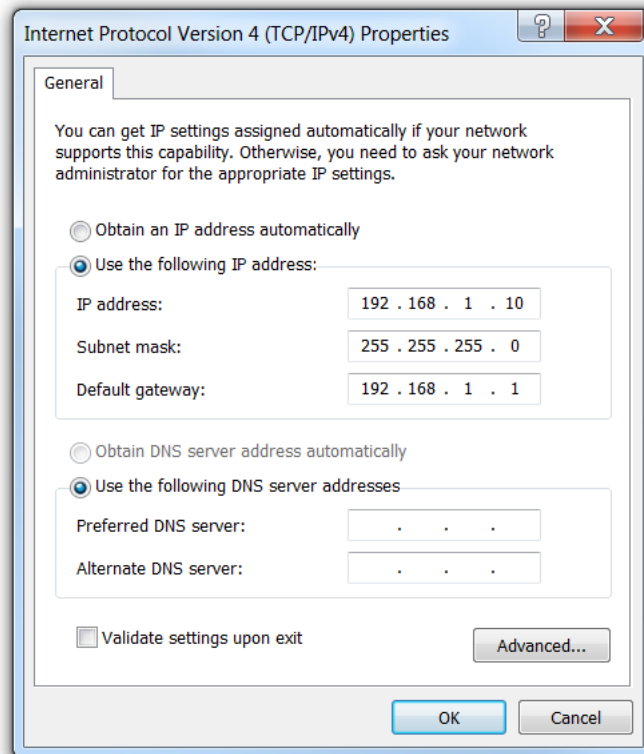 Internet Protocol Version 4 (TCP/IPv4) Properties
General
You can get IP settings assigned automatically if your network
supports this capability. Otherwise, you need to ask your network
administrator for the appropriate IP settings.
Obtain an IP address automatically
Use the following IP address:
IP address: 192 . 168 . 1 . 10
Subnet mask: 255 . 255 . 255 . 0
Default gateway: 192 . 168 . 1 . 1
Obtain DNS server address automatically
Use the following DNS server addresses
Preferred DNS server: . . .
Alternate DNS server: . . .
Validate settings upon exit
Advanced...
OK Cancel